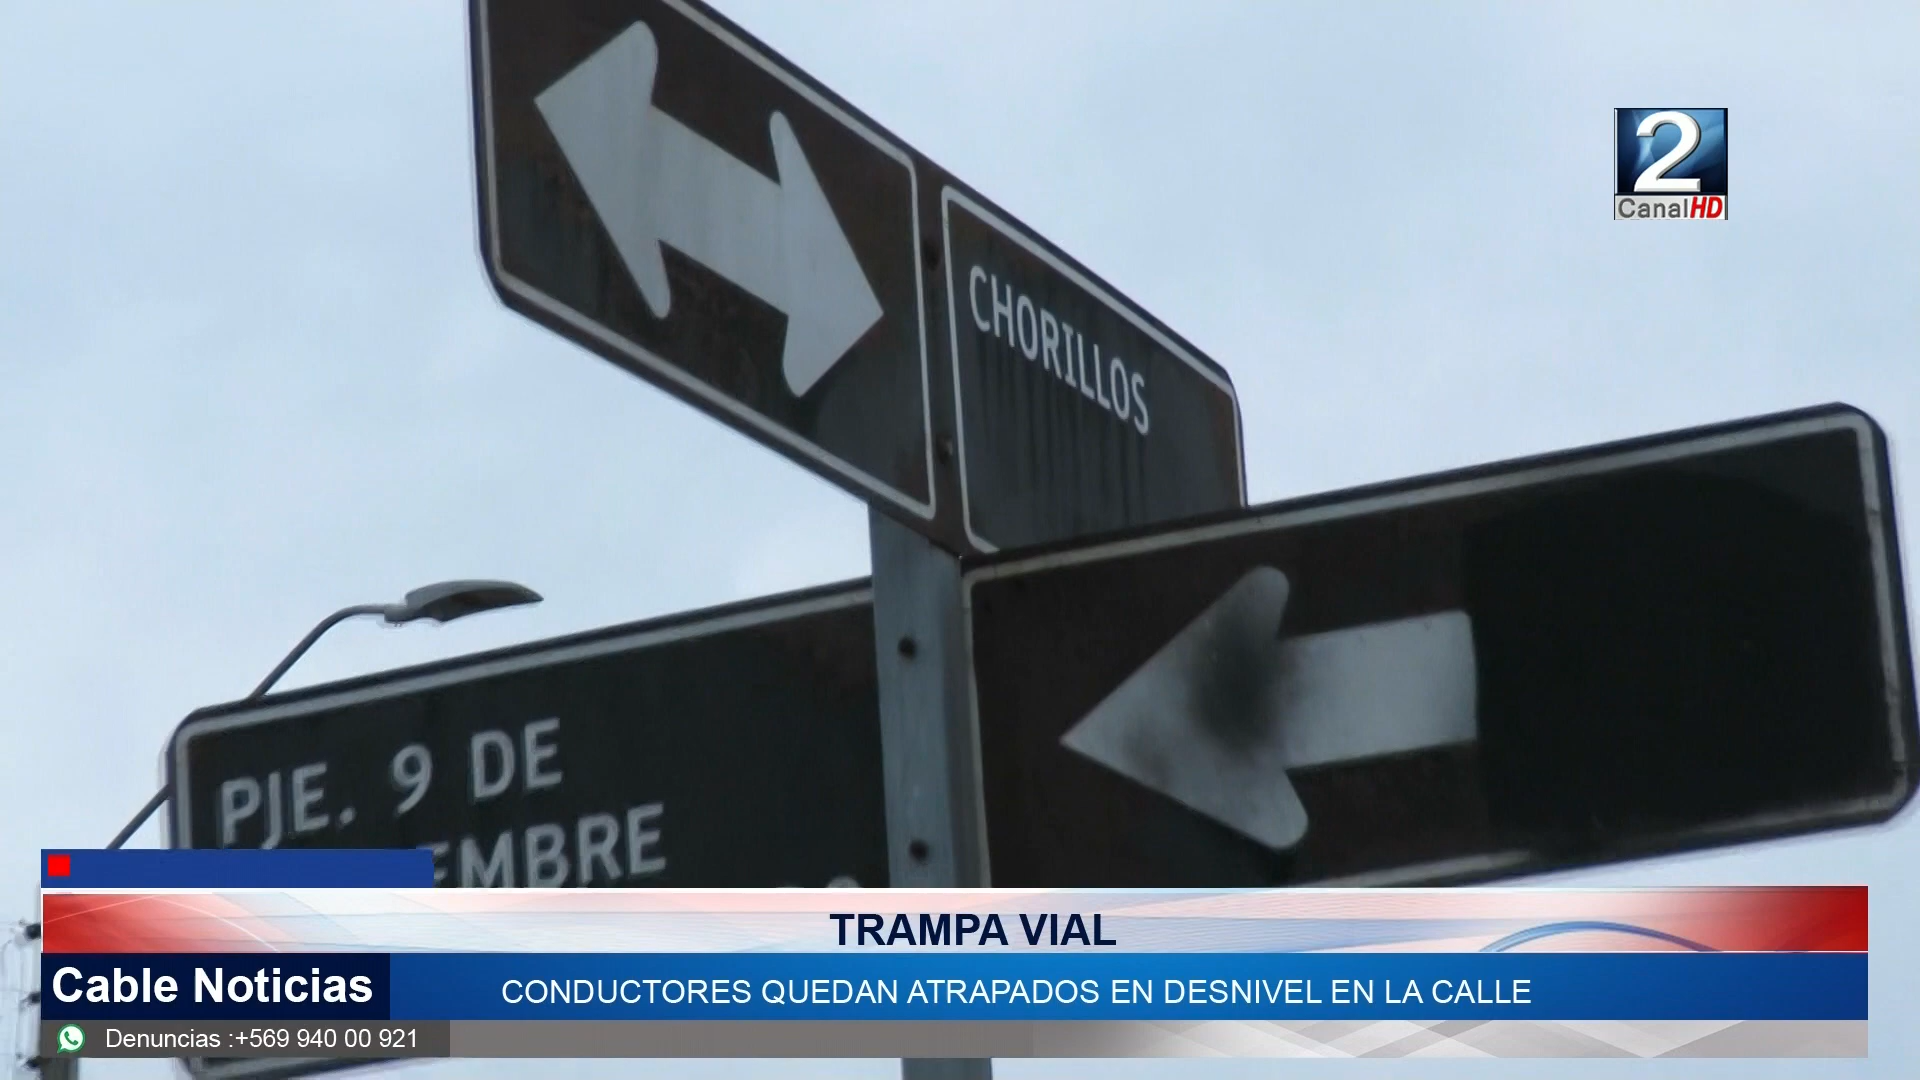 2
CanalHD
CHORILLOS
PJE. 9 DE
TRAMPA VIAL
Cable Noticias
CONDUCTORES QUEDAN ATRAPADOS EN DESNIVEL EN LA CALLE
Denuncias :+569 940 00 921